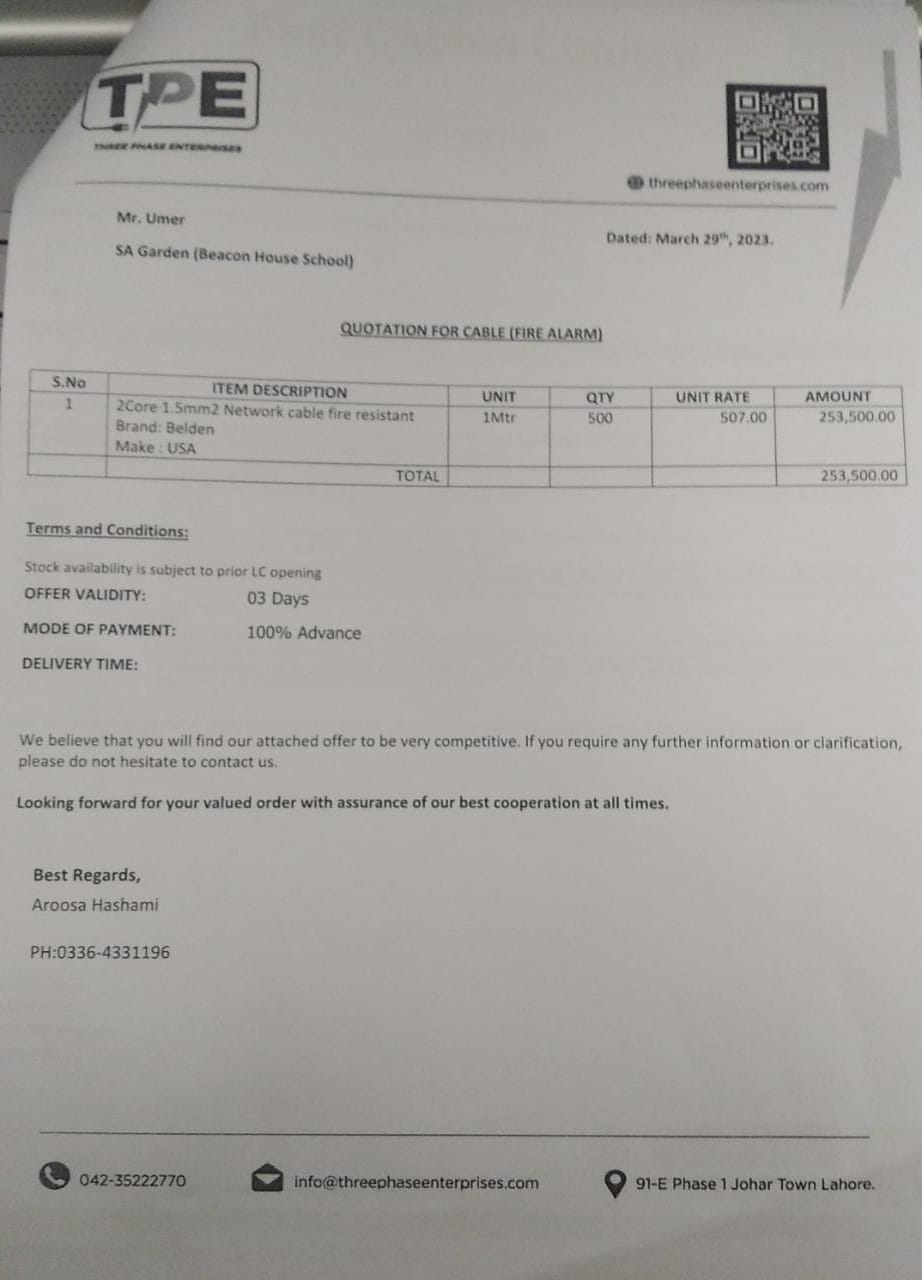 TPE
THREE PHASE ENTERPRISES
threephaseenterprises.com
Mr. Umer
Dated: March 29th, 2023.
SA Garden (Beacon House School)
QUOTATION FOR CABLE (FIRE ALARM)
S.No ITEM DESCRIPTION UNIT QTY UNIT RATE AMOUNT
1 2Core 1.5mm2 Network cable fire resistant 1Mtr 500 507.00 253,500.00
Brand: Belden
Make : USA
TOTAL 253,500.00
Terms and Conditions:
Stock availability is subject to prior LC opening
OFFER VALIDITY: 03 Days
MODE OF PAYMENT: 100% Advance
DELIVERY TIME:
We believe that you will find our attached offer to be very competitive. If you require any further information or clarification,
please do not hesitate to contact us.
Looking forward for your valued order with assurance of our best cooperation at all times.
Best Regards,
Aroosa Hashami
PH:0336-4331196
042-35222770 info@threephaseenterprises.com 91-E Phase 1 Johar Town Lahore.